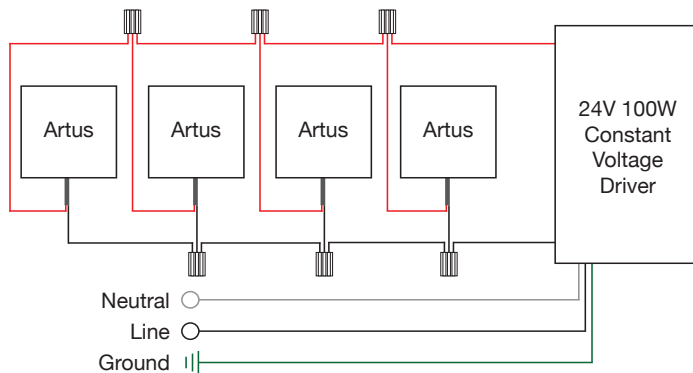 Artus
Artus
Artus
Artus
24V 100W
Constant
Voltage
Driver
Neutral
Line
Ground